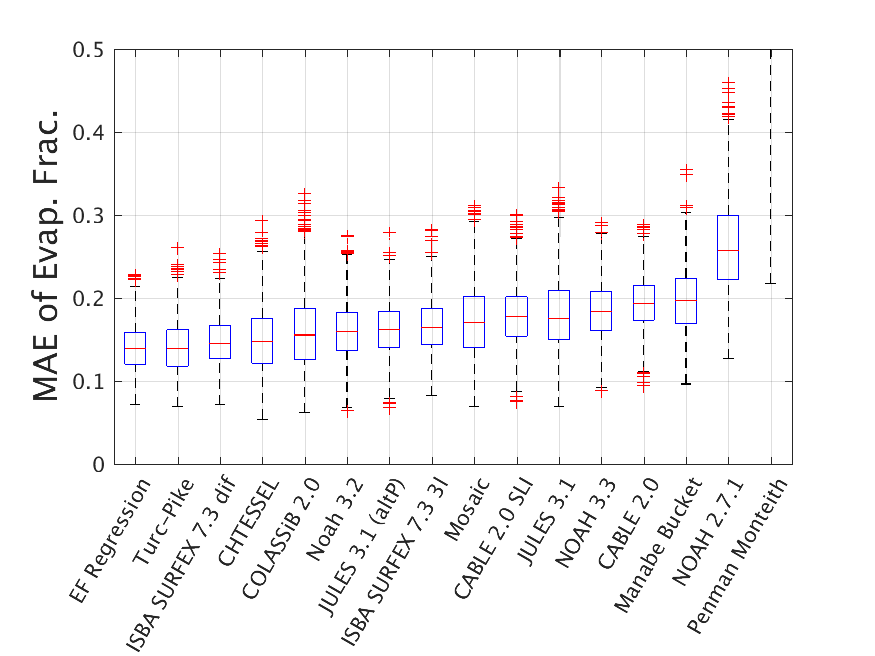 MAE of Evap. Frac.
0.5
0.4
0.3
0.2
0.1
0
EF Regression
Turc-Pike
ISBA SURFEX 7.3 dif
CHTESSEL
COLASSiB 2.0
Noah 3.2
JULES 3.1 (altP)
ISBA SURFEX 7.3 3l
Mosaic
CABLE 2.0 SLI
JULES 3.1
NOAH 3.3
CABLE 2.0
Manabe Bucket
NOAH 2.7.1
Penman Monteith